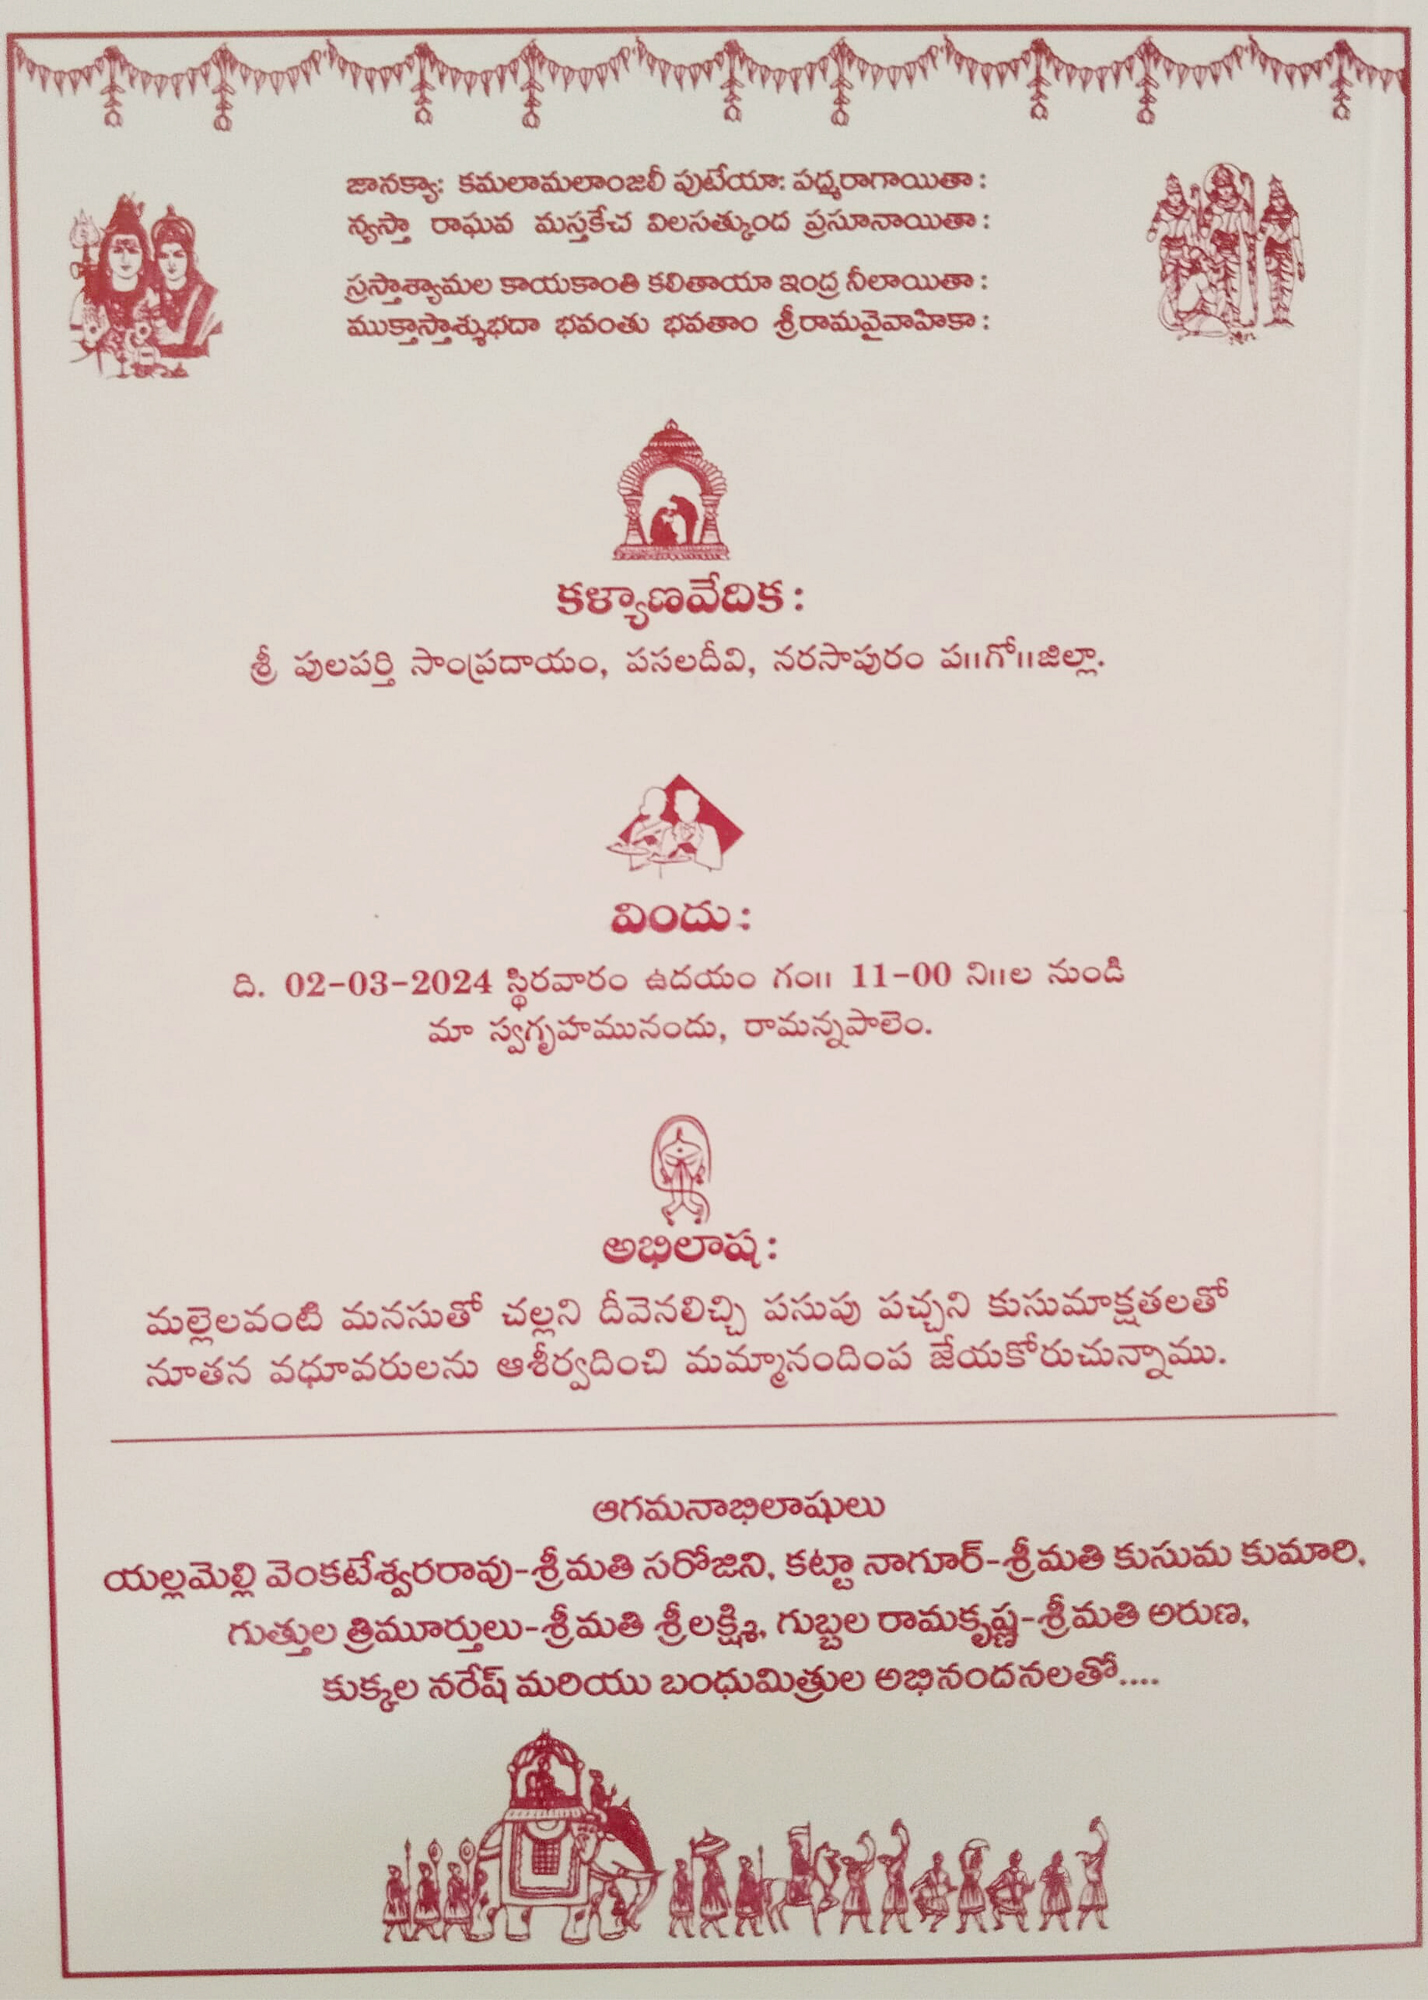 జానక్యా: కమలామలాంజలీ పుటేయా: పద్మరాగాయితా :
న్యస్తా రాఘవ మస్తకేచ విలసత్కుంద ప్రసూనాయితా :
స్రస్తాశ్యామల కాయకాంతి కలితాయా ఇంద్ర నీలాయితా :
ముక్తాస్తాశ్శుభదా భవంతు భవతాం శ్రీరామవైవాహికా :
కళ్యాణవేదిక :
శ్రీ పులపర్తి సాంప్రదాయం, పసలదీవి, నరసాపురం ప॥గో॥జిల్లా.
విందు :
ది. 02-03-2024 స్థిరవారం ఉదయం గం॥ 11-00 ని॥ల నుండి
మా స్వగృహమునందు, రామన్నపాలెం.
అభిలాష :
మల్లెలవంటి మనసుతో చల్లని దీవెనలిచ్చి పసుపు పచ్చని కుసుమాక్షతలతో
నూతన వధూవరులను ఆశీర్వదించి మమ్మానందింప జేయకోరుచున్నాము.
ఆగమనాభిలాషులు
యల్లమెల్లి వెంకటేశ్వరరావు-శ్రీమతి సరోజిని, కట్టా నాగూర్-శ్రీమతి కుసుమ కుమారి,
గుత్తుల త్రిమూర్తులు-శ్రీమతి శ్రీలక్ష్మి, గుబ్బల రామకృష్ణ-శ్రీమతి అరుణ,
కుక్కల నరేష్ మరియు బంధుమిత్రుల అభినందనలతో....